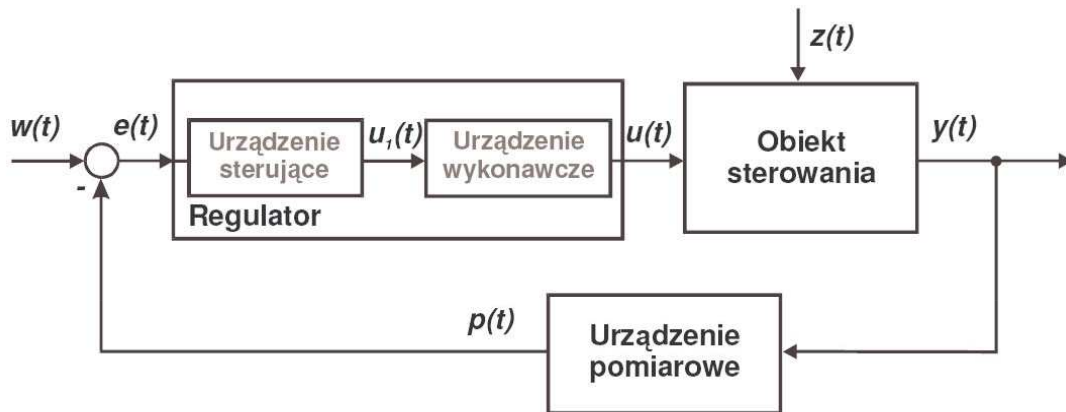 z(t)
w(t)
e(t)
Urządzenie
sterujące
u₁(t)
Urządzenie
wykonawcze
Regulator
u(t)
Obiekt
sterowania
y(t)
-
p(t)
Urządzenie
pomiarowe